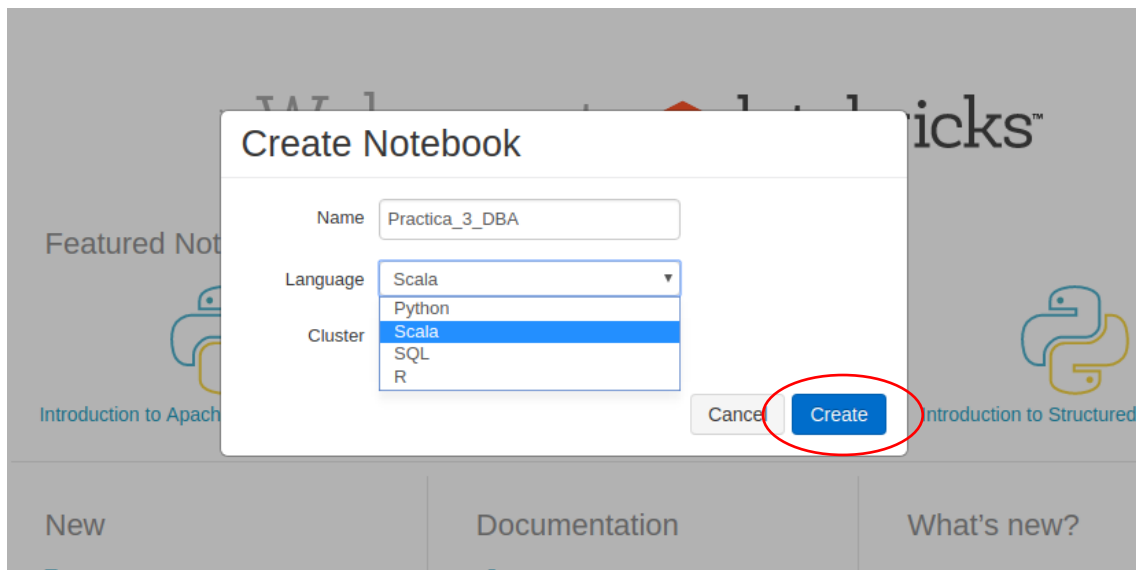 icks™
Create Notebook
Name Practica_3_DBA
Featured Not
Language Scala
Python
Cluster Scala
SQL
R
Cancel Create
Introduction to Apach
Introduction to Structured
New Documentation What's new?